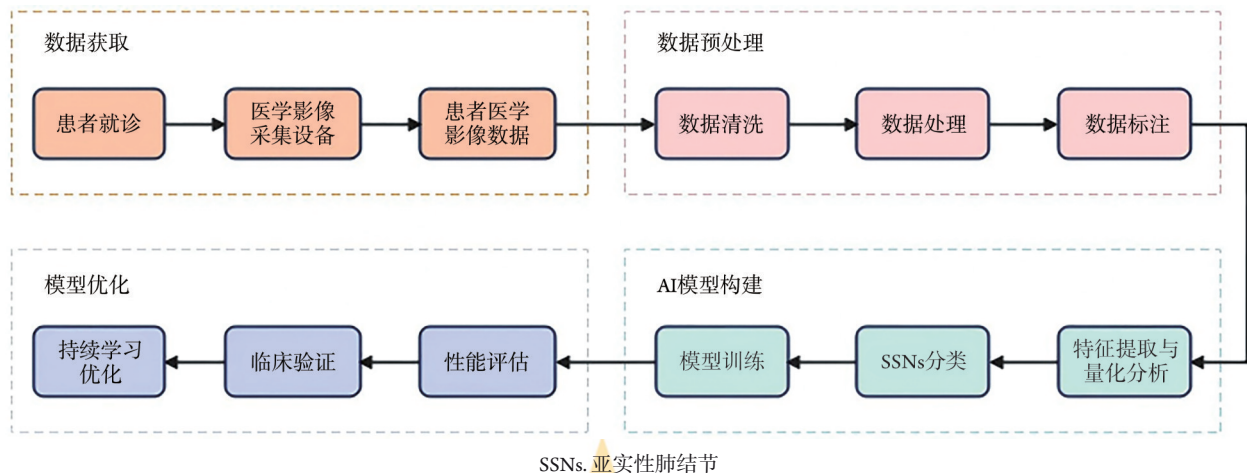 数据获取
患者就诊
医学影像
采集设备
患者医学
影像数据
数据预处理
数据清洗
数据处理
数据标注
AI模型构建
特征提取与
量化分析
SSNs分类
模型训练
模型优化
性能评估
临床验证
持续学习
优化
SSNs. 亚实性肺结节